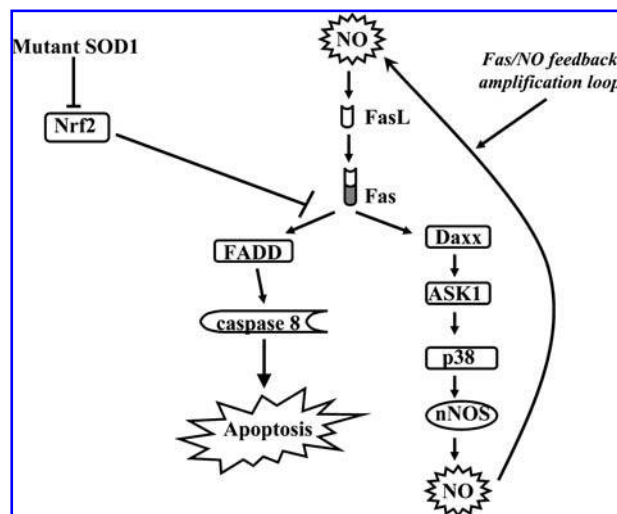 Mutant SOD1
NO
Fas/NO feedback
amplification loop
Nrf2
FasL
Fas
FADD
Daxx
caspase 8
ASK1
p38
Apoptosis
nNOS
NO